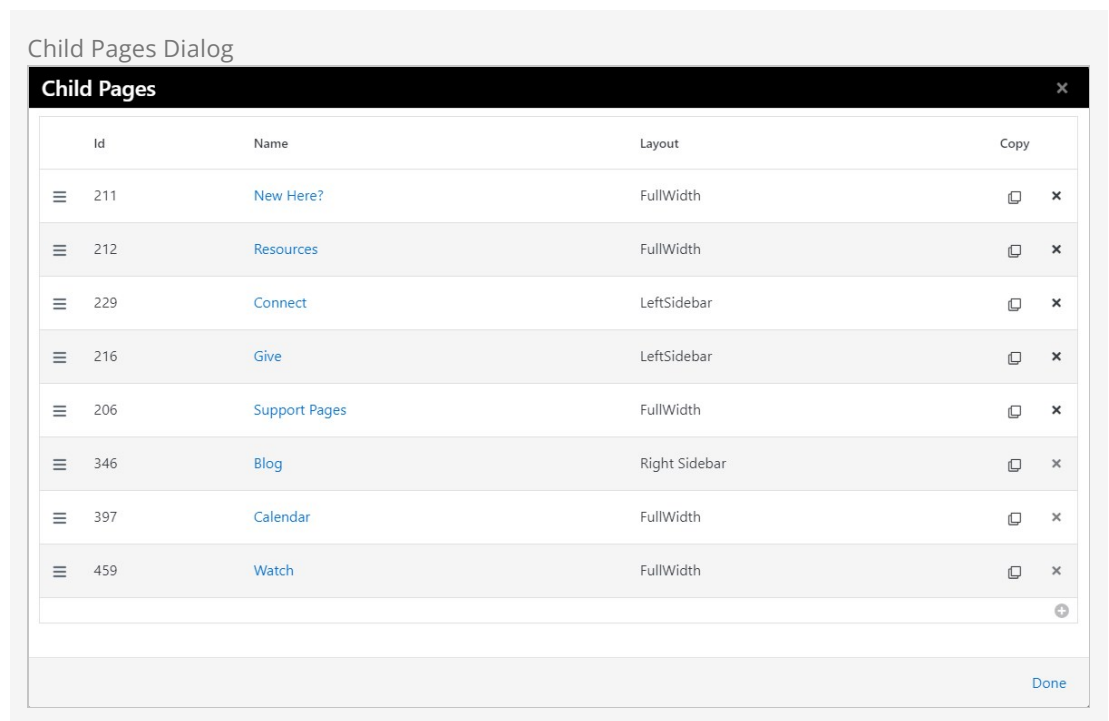 Child Pages Dialog
Child Pages
Id Name Layout Copy
211 New Here? FullWidth
212 Resources FullWidth
229 Connect LeftSidebar
216 Give LeftSidebar
206 Support Pages FullWidth
346 Blog Right Sidebar
397 Calendar FullWidth
459 Watch FullWidth
Done